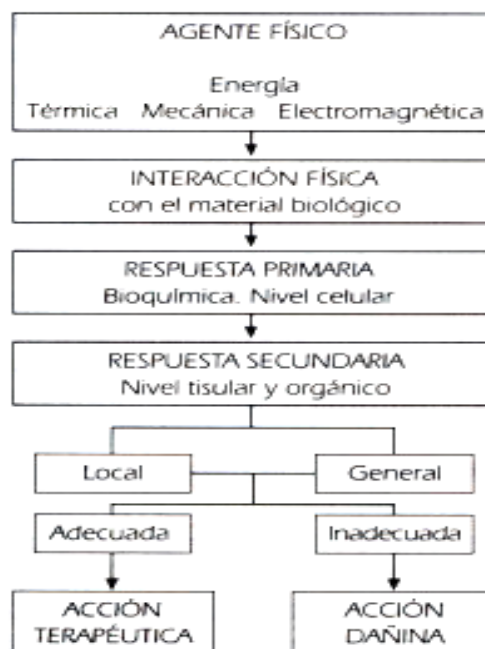 AGENTE FÍSICO
Energía
Térmica Mecánica Electromagnética
INTERACCIÓN FÍSICA
con el material biológico
RESPUESTA PRIMARIA
Bioquímica. Nivel celular
RESPUESTA SECUNDARIA
Nivel tisular y orgánico
Local General
Adecuada Inadecuada
ACCIÓN ACCIÓN
TERAPÉUTICA DAÑINA